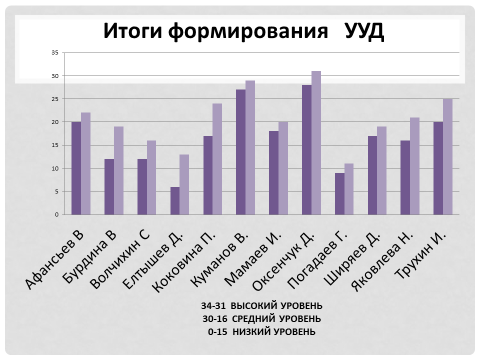 Итоги формирования УУД
35
30
25
20
15
10
5
0
Афансьев В
Бурдина В
Волчихин С
Елтышев Д.
Коковина П.
Куманов В.
Мамаев И.
Оксенчук Д.
Погадаев Г.
Ширяев Д.
Яковлева Н.
Трухин И.
34-31 ВЫСОКИЙ УРОВЕНЬ
30-16 СРЕДНИЙ УРОВЕНЬ
0-15 НИЗКИЙ УРОВЕНЬ